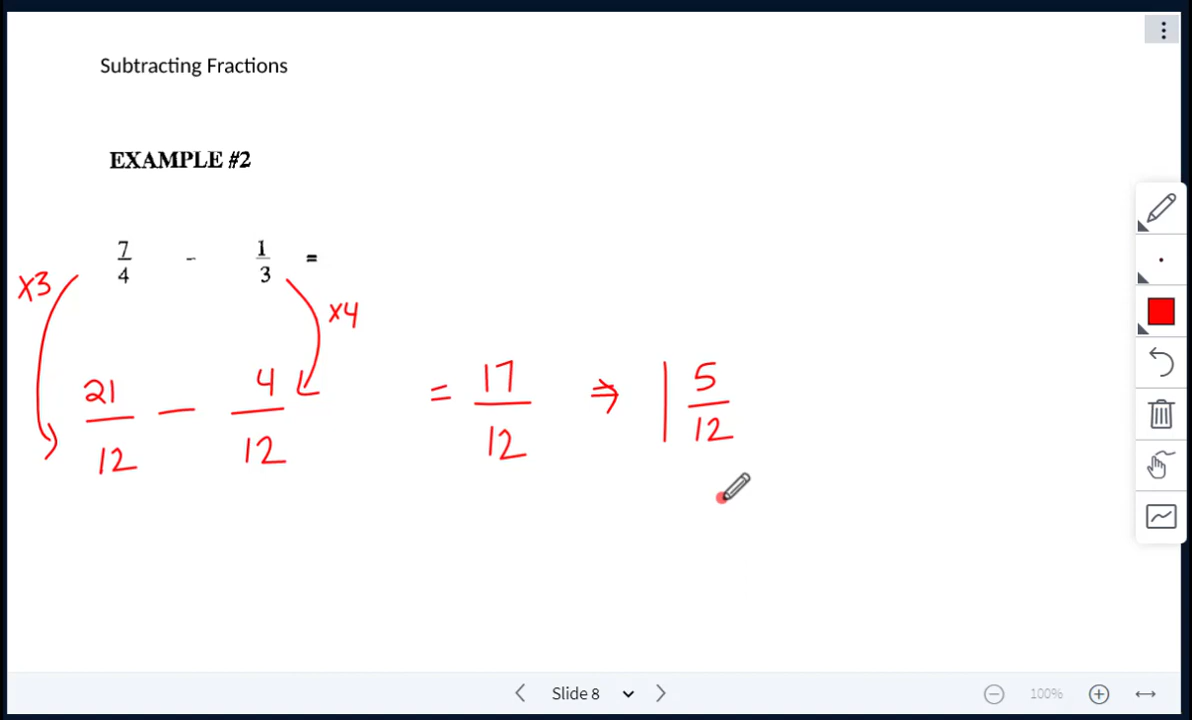 Subtracting Fractions
EXAMPLE #2
7/4 - 1/3 =
x3
x4
21/12 - 4/12 = 17/12 ⇒ 1 5/12
Slide 8
100%